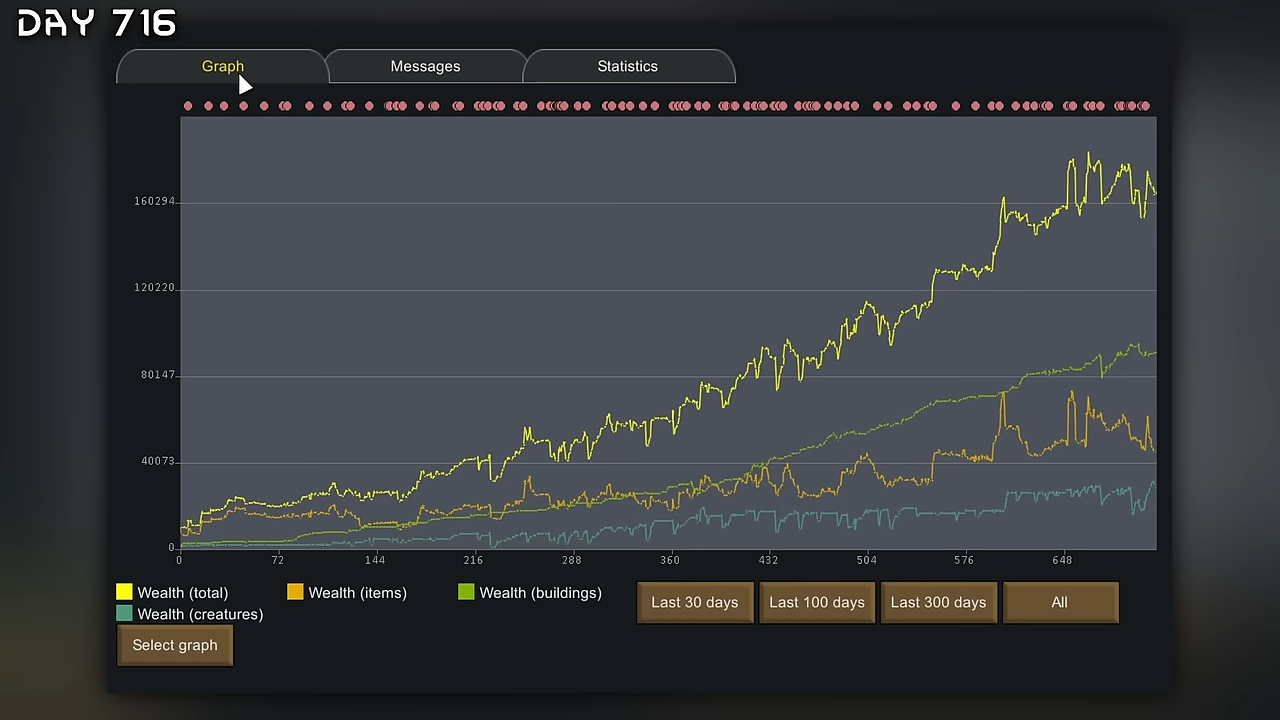 DAY 716
Graph Messages Statistics
160294
120220
80147
40073
0
0 72 144 216 288 360 432 504 576 648
Wealth (total) Wealth (items) Wealth (buildings)
Wealth (creatures)
Last 30 days Last 100 days Last 300 days All
Select graph